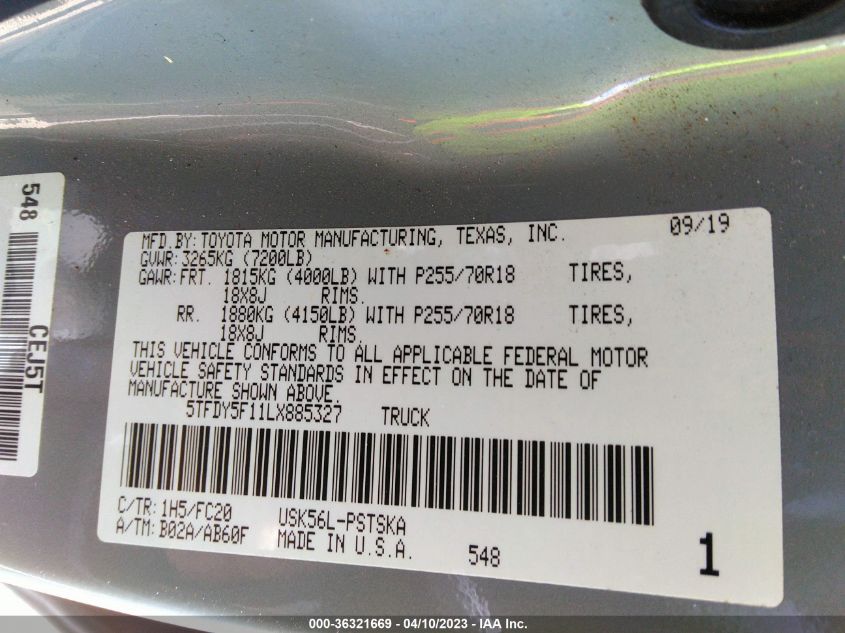 548
CEJ5T
MFD.BY:TOYOTA MOTOR MANUFACTURING, TEXAS, INC. 09/19
GVWR:3265KG (7200LB)
GAWR:FRT. 1815KG (4000LB) WITH P255/70R18 TIRES,
18X8J RIMS.
RR. 1880KG (4150LB) WITH P255/70R18 TIRES,
18X8J RIMS.
THIS VEHICLE CONFORMS TO ALL APPLICABLE FEDERAL MOTOR
VEHICLE SAFETY STANDARDS IN EFFECT ON THE DATE OF
MANUFACTURE SHOWN ABOVE.
5TFDY5F11LX885327 TRUCK
C/TR:1H5/FC20 USK56L-PSTSKA
A/TM:B02A/AB60F MADE IN U.S.A. 548 1
000-36321669 - 04/10/2023 - IAA Inc.